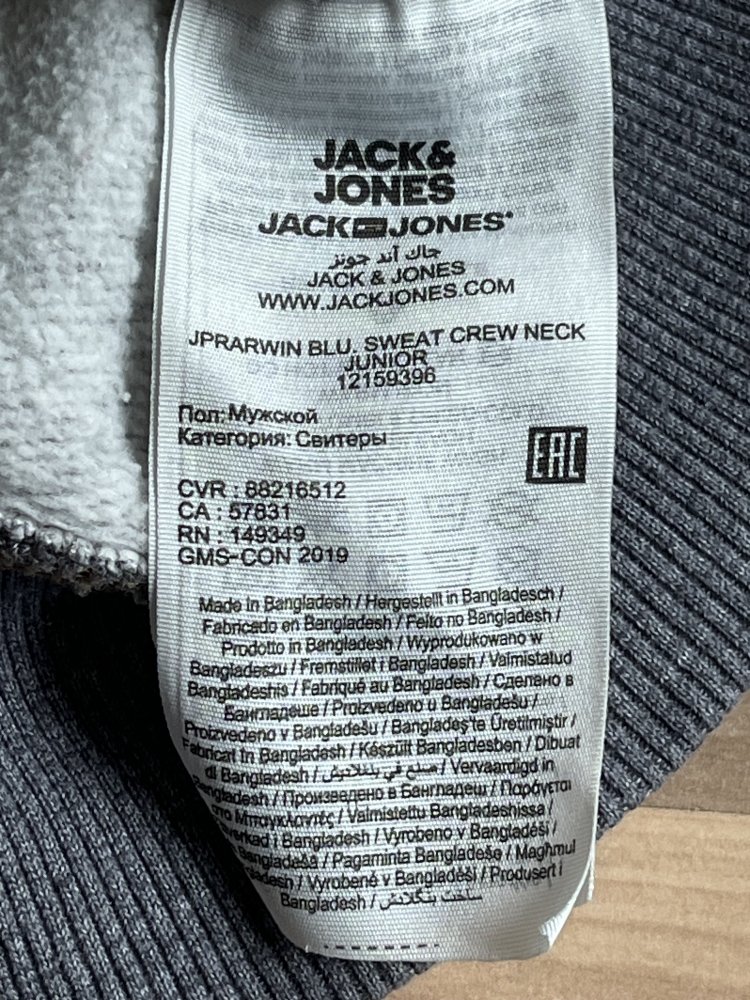 JACK&
JONES
JACK JONES
جاك آند جونز
JACK & JONES
WWW.JACKJONES.COM
JPRARWIN BLU. SWEAT CREW NECK
JUNIOR
12159396
Пол: Мужской
Категория: Свитеры
EAC
CVR : 88216512
CA : 57831
RN : 149349
GMS-CON 2019
Made in Bangladesh / Hergestellt in Bangladesch /
Fabricado en Bangladesh / Feito no Bangladesh /
Prodotto in Bangladesh / Wyprodukowano w
Bangladeszu / Fremstillet i Bangladesh / Valmistatud
Bangladeshis / Fabriqué au Bangladesh / Сделано в
Бангладеше / Proizvedeno u Bangladešu /
Proizvedeno v Bangladešu / Bangladeş'te Üretilmiştir /
Fabricat în Bangladesh / Készült Bangladesben / Dibuat
di Bangladesh / صنع في بنغلاديش / Vervaardigd in
Bangladesh / Произведено в Бангладеш / Παράγεται
στο Μπαγκλαντές / Valmistettu Bangladeshissa /
i Bangladesh / Vyrobeno v Bangladéši /
Bangladešā / Pagaminta Bangladeše / Maghmul
/ Vyrobené v Bangladéši / Produsert i
Bangladesh / ساخت بنگلادش